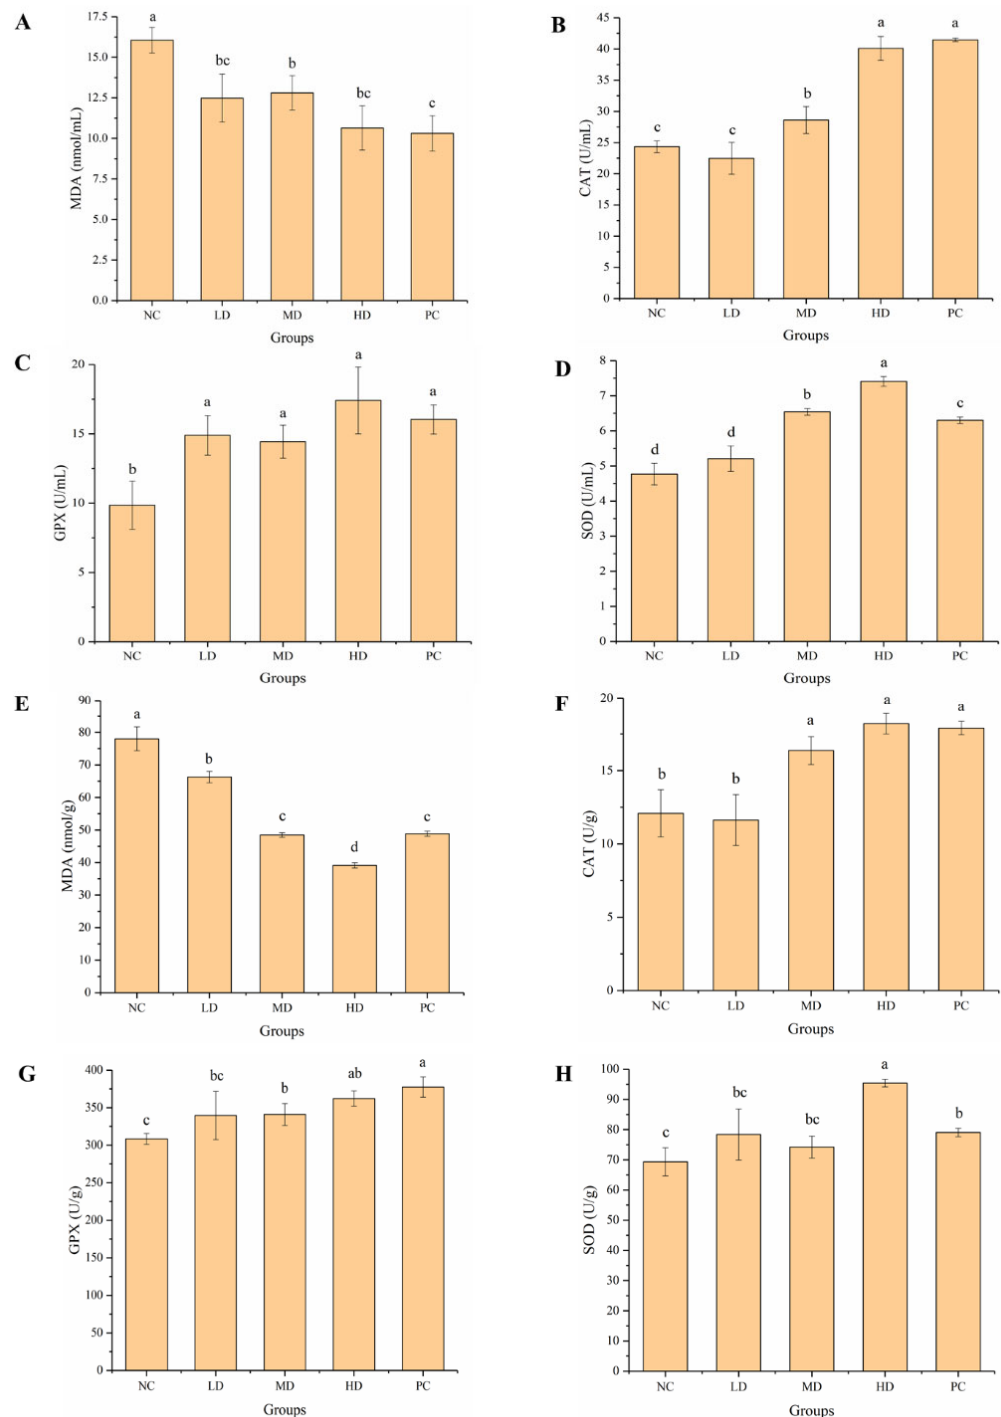 A
MDA (nmol/mL)
17.5
15.0
12.5
10.0
7.5
5.0
2.5
0.0
a
bc
b
bc
c
NC LD MD HD PC
Groups
B
CAT (U/mL)
45
40
35
30
25
20
15
10
5
0
c
c
b
a
a
NC LD MD HD PC
Groups
C
GPX (U/mL)
20
15
10
5
0
b
a
a
a
a
NC LD MD HD PC
Groups
D
SOD (U/mL)
8
7
6
5
4
3
2
1
0
d
d
b
a
c
NC LD MD HD PC
Groups
E
MDA (nmol/g)
90
80
70
60
50
40
30
20
10
0
a
b
c
d
c
NC LD MD HD PC
Groups
F
CAT (U/g)
20
15
10
5
0
b
b
a
a
a
NC LD MD HD PC
Groups
G
GPX (U/g)
400
350
300
250
200
150
100
50
0
c
bc
b
ab
a
NC LD MD HD PC
Groups
H
SOD (U/g)
100
90
80
70
60
50
40
30
20
10
0
c
bc
bc
a
b
NC LD MD HD PC
Groups